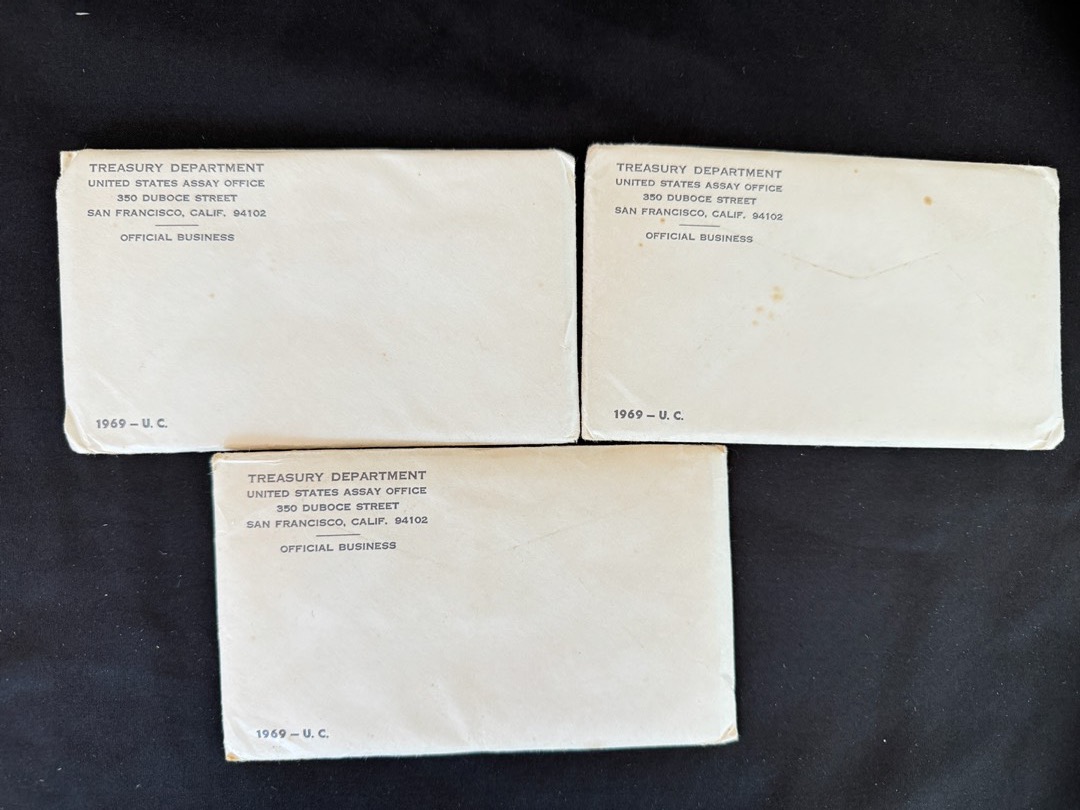 TREASURY DEPARTMENT
UNITED STATES ASSAY OFFICE
350 DUBOCE STREET
SAN FRANCISCO, CALIF. 94102
OFFICIAL BUSINESS
1969 – U. C.
TREASURY DEPARTMENT
UNITED STATES ASSAY OFFICE
350 DUBOCE STREET
SAN FRANCISCO, CALIF. 94102
OFFICIAL BUSINESS
1969 – U. C.
TREASURY DEPARTMENT
UNITED STATES ASSAY OFFICE
350 DUBOCE STREET
SAN FRANCISCO, CALIF. 94102
OFFICIAL BUSINESS
1969 – U. C.